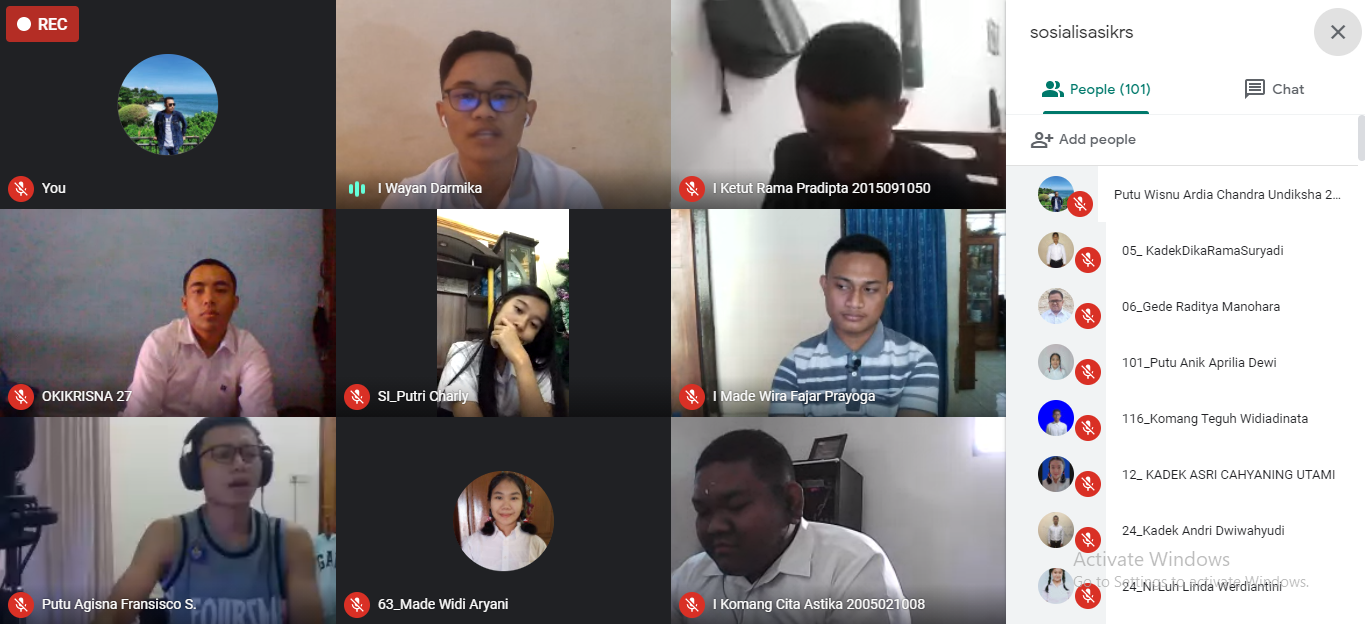 REC
You
I Wayan Darmika
I Ketut Rama Pradipta 2015091050
OKIKRISNA 27
SI_Putri Charly
I Made Wira Fajar Prayoga
Putu Agisna Fransisco S.
63_Made Widi Aryani
I Komang Cita Astika 2005021008
sosialisasikrs
People (101)
Chat
Add people
Putu Wisnu Ardia Chandra Undiksha 2...
05_ KadekDikaRamaSuryadi
06_Gede Raditya Manohara
101_Putu Anik Aprilia Dewi
116_Komang Teguh Widiadinata
12_ KADEK ASRI CAHYANING UTAMI
24_Kadek Andri Dwiwahyudi
Activate Windows
Go to Settings to activate Windows.
24_Ni Luh Linda Werdiantini